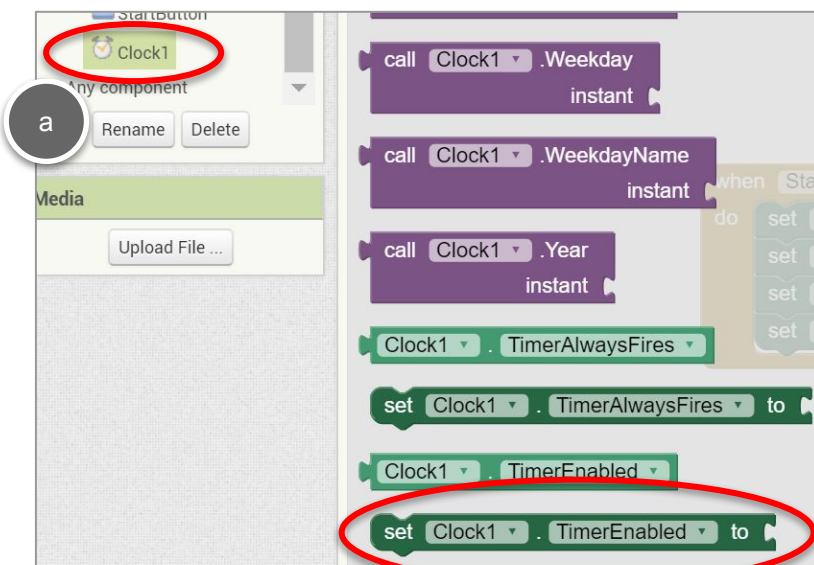 StartButton
Clock1
Any component
a
Rename Delete
Media
Upload File ...
call Clock1 .Weekday
instant
call Clock1 .WeekdayName
instant
when Sta
do set
set
set
set
call Clock1 .Year
instant
Clock1 . TimerAlwaysFires
set Clock1 . TimerAlwaysFires to
Clock1 . TimerEnabled
set Clock1 . TimerEnabled to